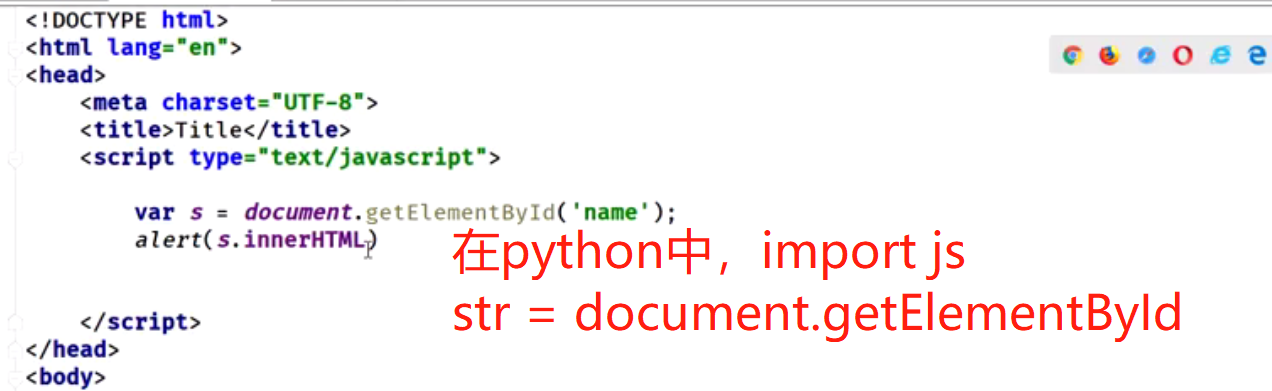 <!DOCTYPE html>
<html lang="en">
<head>
    <meta charset="UTF-8">
    <title>Title</title>
    <script type="text/javascript">
        var s = document.getElementById('name');
        alert(s.innerHTML)
在python中，import js
str = document.getElementById
    </script>
</head>
<body>